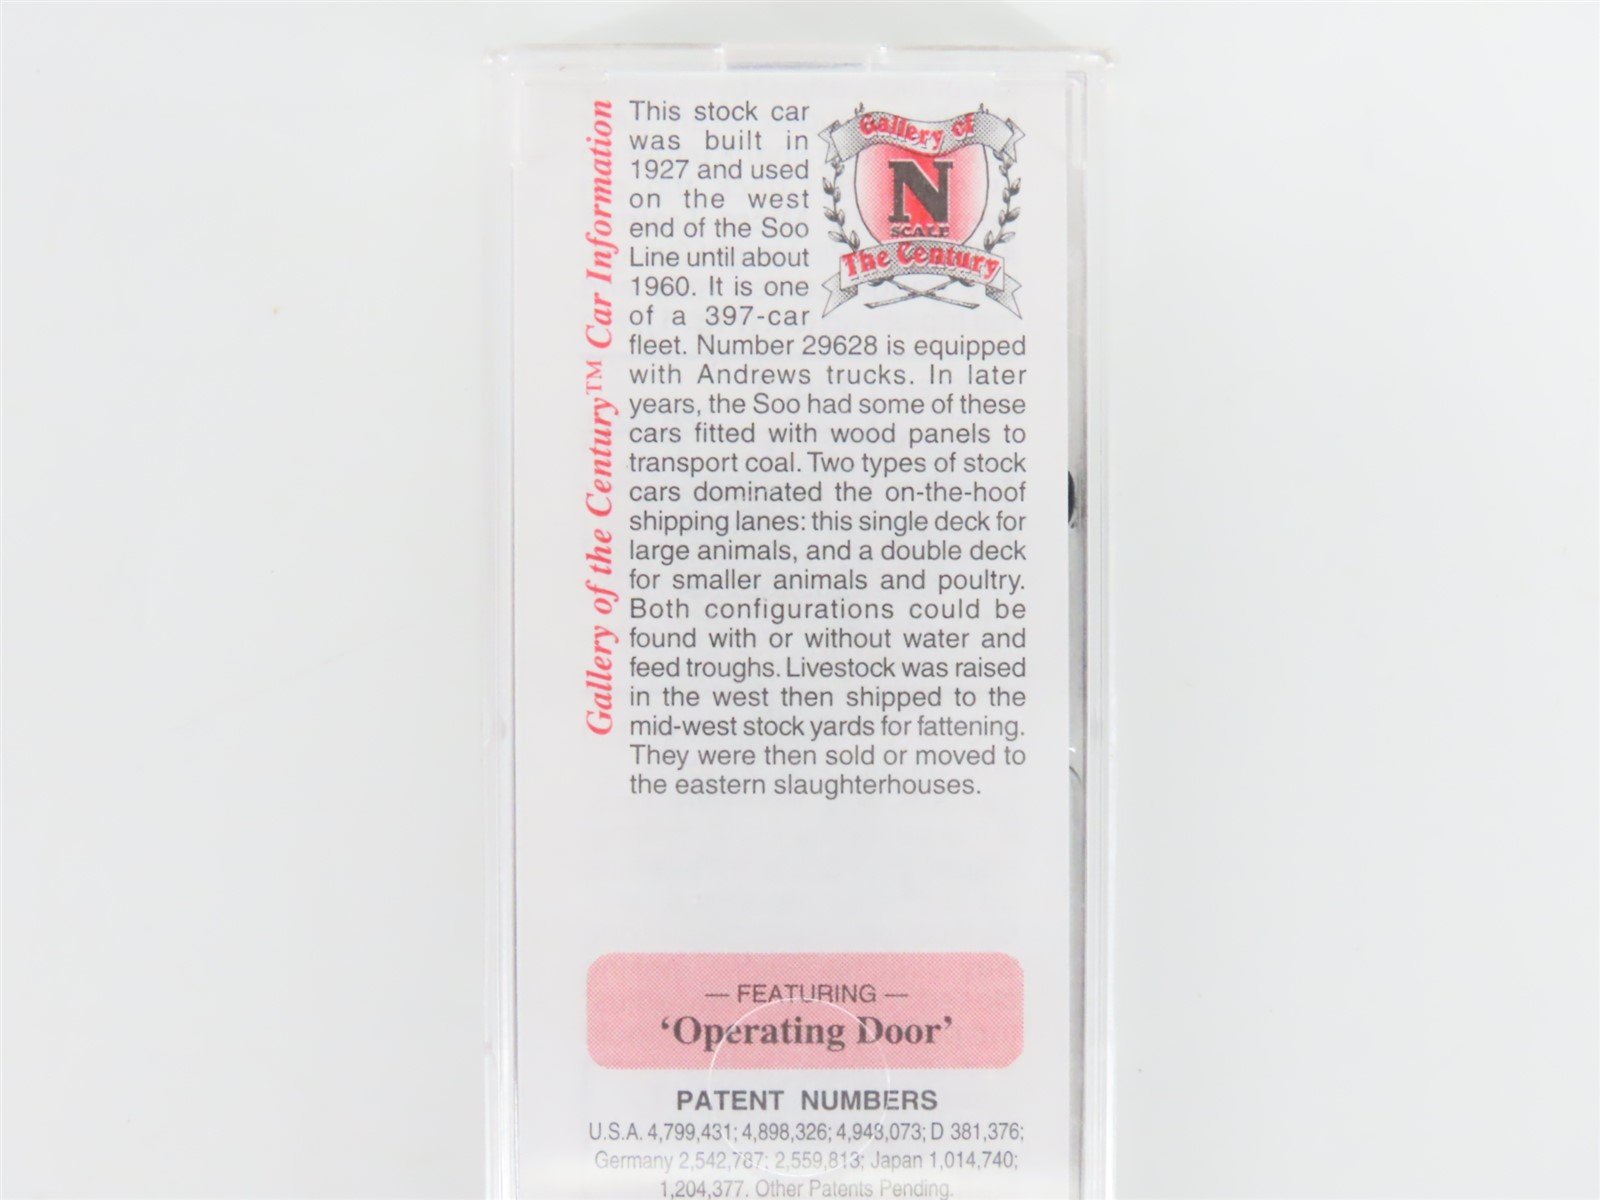 Gallery of the Century™ Car Information
This stock car
was built in
1927 and used
on the west
end of the Soo
Line until about
1960. It is one
of a 397-car
fleet. Number 29628 is equipped
with Andrews trucks. In later
years, the Soo had some of these
cars fitted with wood panels to
transport coal. Two types of stock
cars dominated the on-the-hoof
shipping lanes: this single deck for
large animals, and a double deck
for smaller animals and poultry.
Both configurations could be
found with or without water and
feed troughs. Livestock was raised
in the west then shipped to the
mid-west stock yards for fattening.
They were then sold or moved to
the eastern slaughterhouses.
Gallery of
N
SCALE
The Century
— FEATURING —
‘Operating Door’
PATENT NUMBERS
U.S.A. 4,799,431; 4,898,326; 4,943,073; D 381,376;
Germany 2,542,787; 2,559,813; Japan 1,014,740;
1,204,377. Other Patents Pending.